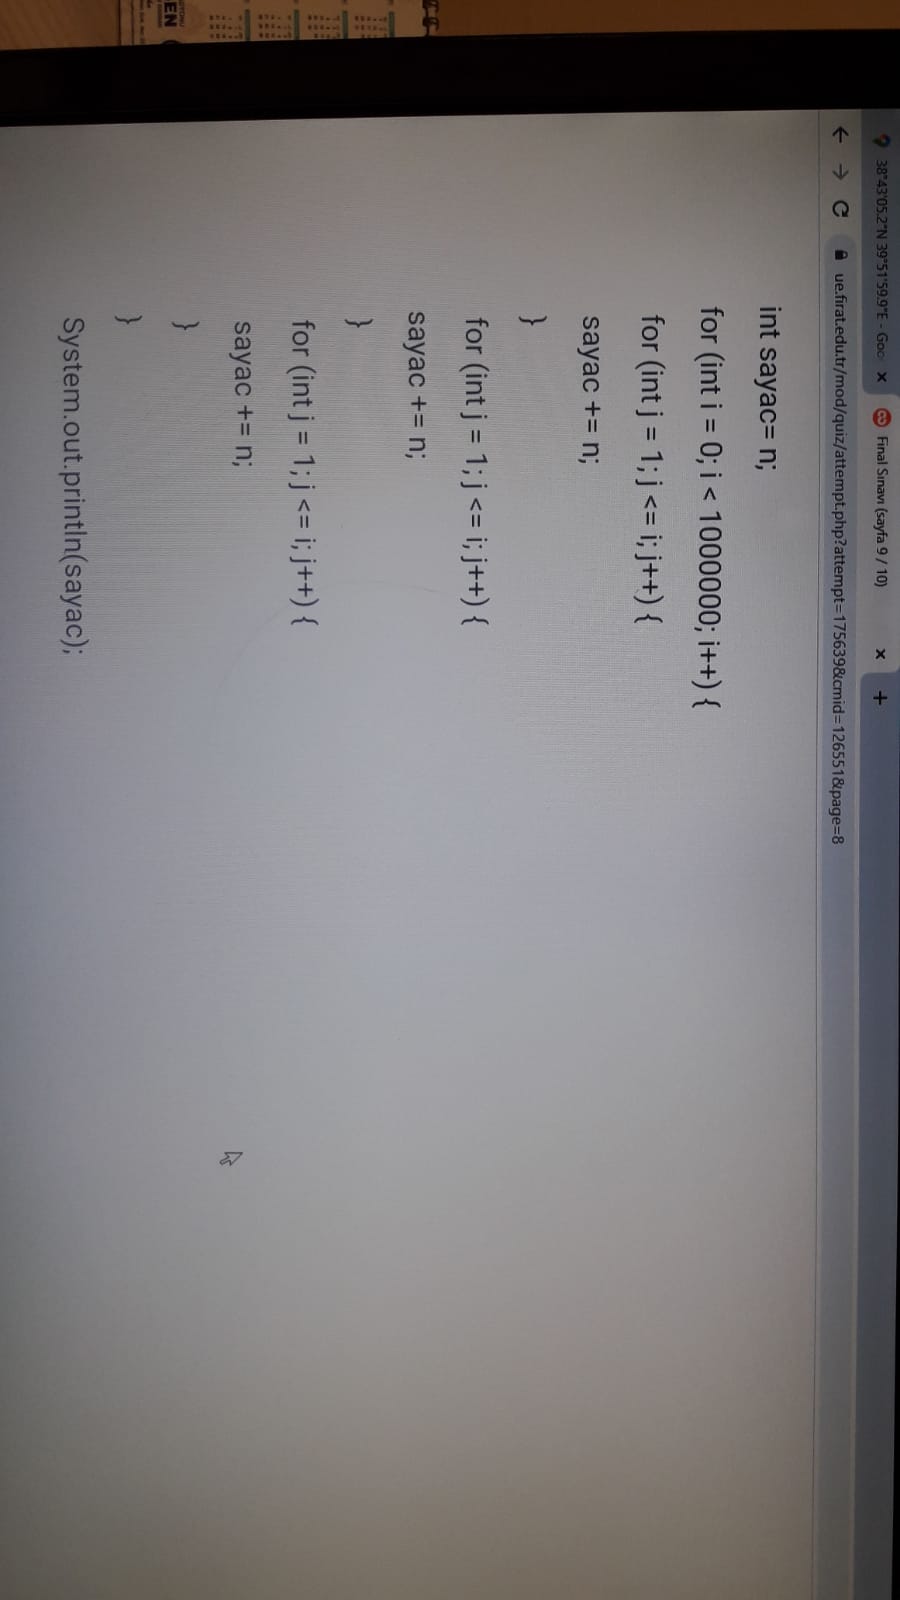 38°43'05.2"N 39°51'59.9"E - Goo
Final Sınavı (sayfa 9 / 10)
ue.firat.edu.tr/mod/quiz/attempt.php?attempt=175639&cmid=126551&page=8
int sayac= n;
for (int i = 0; i < 1000000; i++) {
for (int j = 1; j <= i; j++) {
sayac += n;
}
for (int j = 1; j <= i; j++) {
sayac += n;
}
for (int j = 1; j <= i; j++) {
sayac += n;
}
}
System.out.println(sayac);
EN